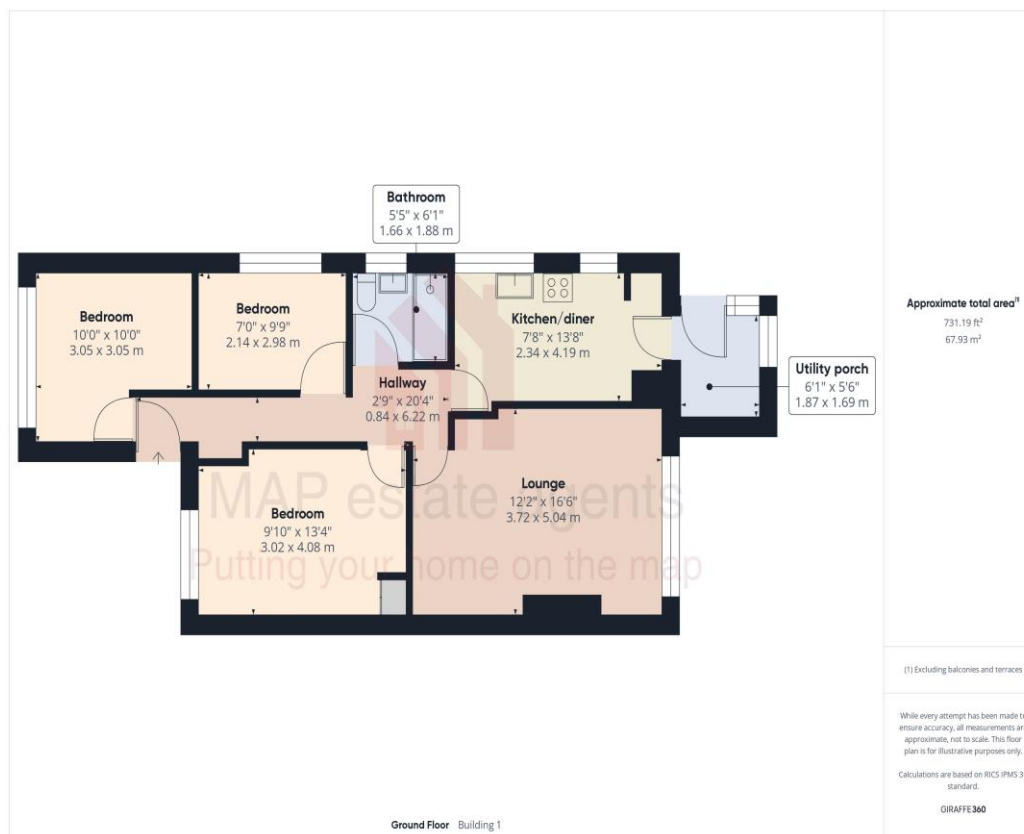 Bathroom
5'5" x 6'1"
1.66 x 1.88 m
Bedroom
10'0" x 10'0"
3.05 x 3.05 m
Bedroom
7'0" x 9'9"
2.14 x 2.98 m
Kitchen/diner
7'8" x 13'8"
2.34 x 4.19 m
Hallway
2'9" x 20'4"
0.84 x 6.22 m
Utility porch
6'1" x 5'6"
1.87 x 1.69 m
Bedroom
9'10" x 13'4"
3.02 x 4.08 m
Lounge
12'2" x 16'6"
3.72 x 5.04 m
MAP estate agents
Putting your home on the map
Ground Floor Building 1
Approximate total area(1)
731.19 ft²
67.93 m²
(1) Excluding balconies and terraces
While every attempt has been made to
ensure accuracy, all measurements are
approximate, not to scale. This floor
plan is for illustrative purposes only.
Calculations are based on RICS IPMS 3C
standard.
GIRAFFE360